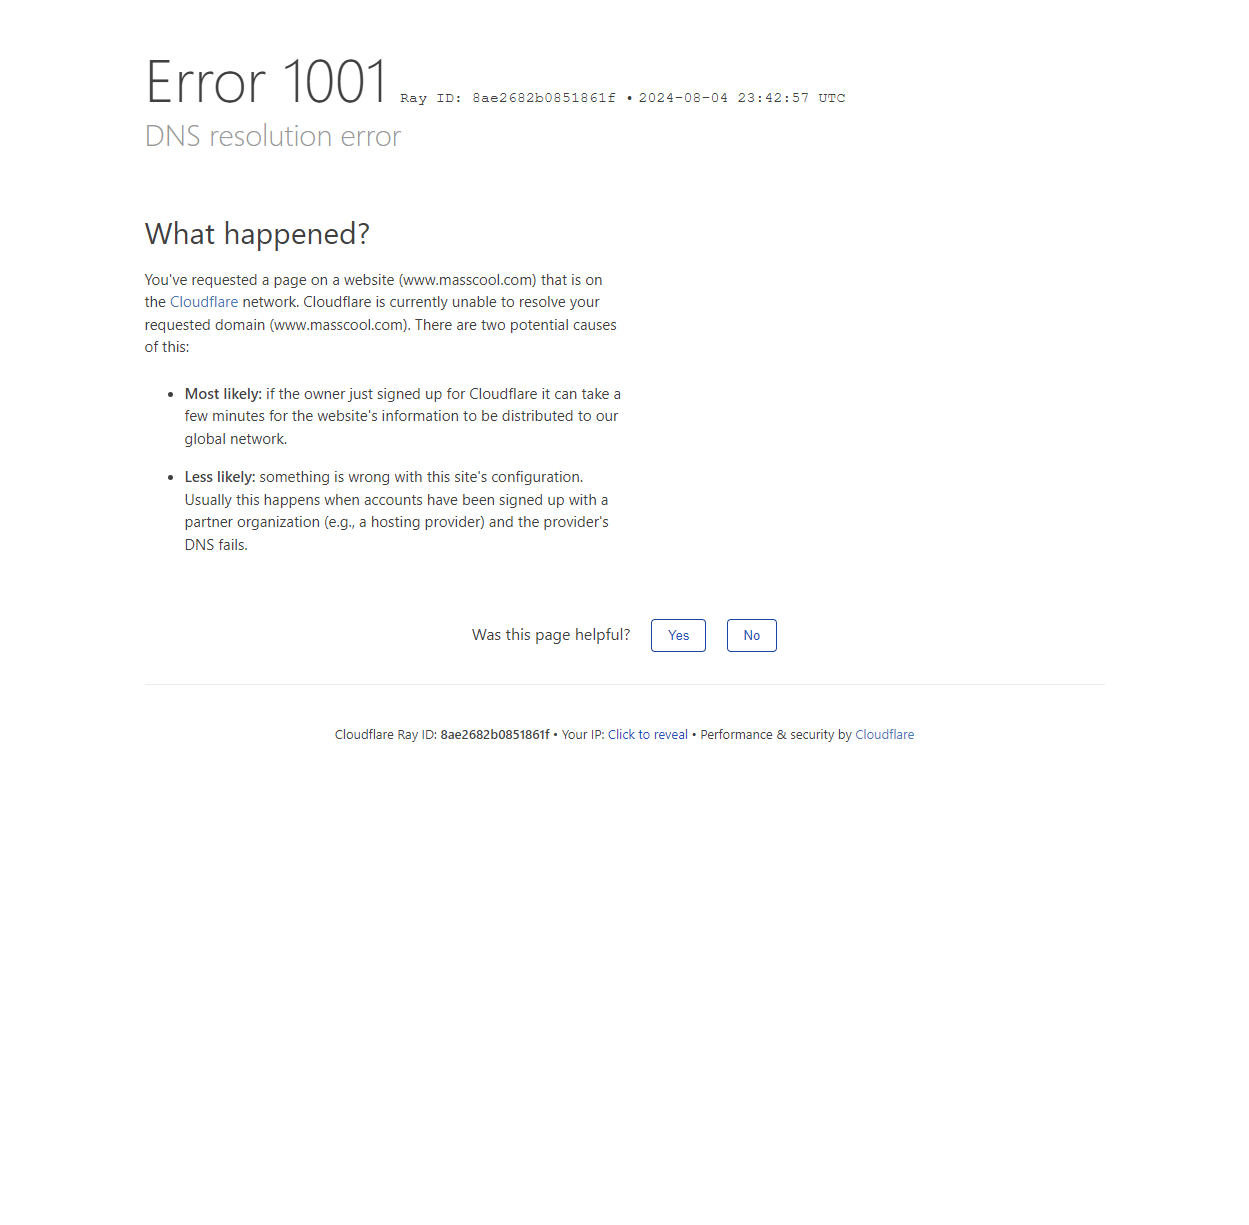 Error 1001 Ray ID: 8ae2682b0851861f • 2024-08-04 23:42:57 UTC
DNS resolution error
What happened?
You've requested a page on a website (www.masscool.com) that is on
the Cloudflare network. Cloudflare is currently unable to resolve your
requested domain (www.masscool.com). There are two potential causes
of this:
• Most likely: if the owner just signed up for Cloudflare it can take a
few minutes for the website's information to be distributed to our
global network.
• Less likely: something is wrong with this site's configuration.
Usually this happens when accounts have been signed up with a
partner organization (e.g., a hosting provider) and the provider's
DNS fails.
Was this page helpful? Yes No
Cloudflare Ray ID: 8ae2682b0851861f • Your IP: Click to reveal • Performance & security by Cloudflare